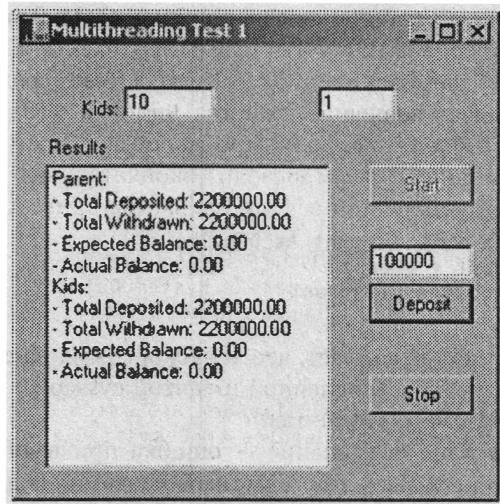 Multithreading Test 1
Kids: 10
1
Results
Parent:
- Total Deposited: 2200000.00
- Total Withdrawn: 2200000.00
- Expected Balance: 0.00
- Actual Balance: 0.00
Kids:
- Total Deposited: 2200000.00
- Total Withdrawn: 2200000.00
- Expected Balance: 0.00
- Actual Balance: 0.00
Start
100000
Deposit
Stop